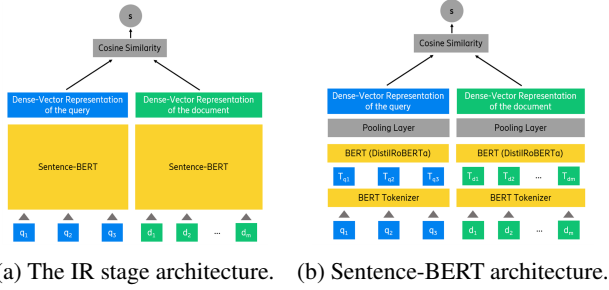 s
Cosine Similarity
Dense-Vector Representation
of the query
Dense-Vector Representation
of the document
Sentence-BERT
Sentence-BERT
q1
q2
q3
d1
d2
...
dm
(a) The IR stage architecture.
s
Cosine Similarity
Dense-Vector Representation
of the query
Dense-Vector Representation
of the document
Pooling Layer
Pooling Layer
BERT (DistilRoBERTa)
BERT (DistilRoBERTa)
Tq1
Tq2
Tq3
Td1
Td2
...
Tdm
BERT Tokenizer
BERT Tokenizer
q1
q2
q3
d1
d2
...
dm
(b) Sentence-BERT architecture.